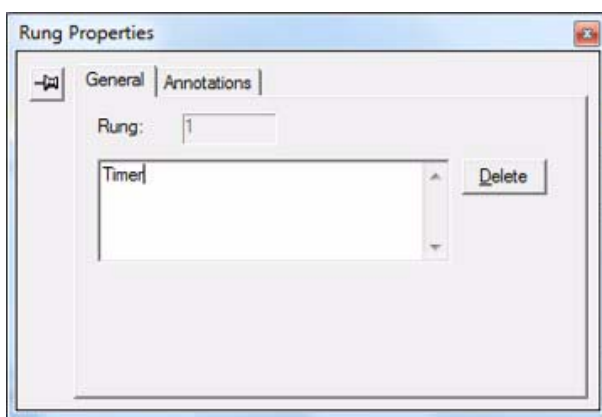 Rung Properties
General Annotations
Rung: 1
Timer
Delete